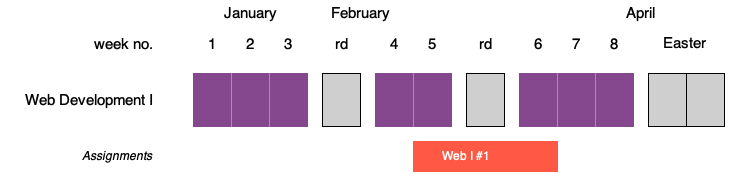 January February April
week no. 1 2 3 rd 4 5 rd 6 7 8 Easter
Web Development I
Assignments Web I #1